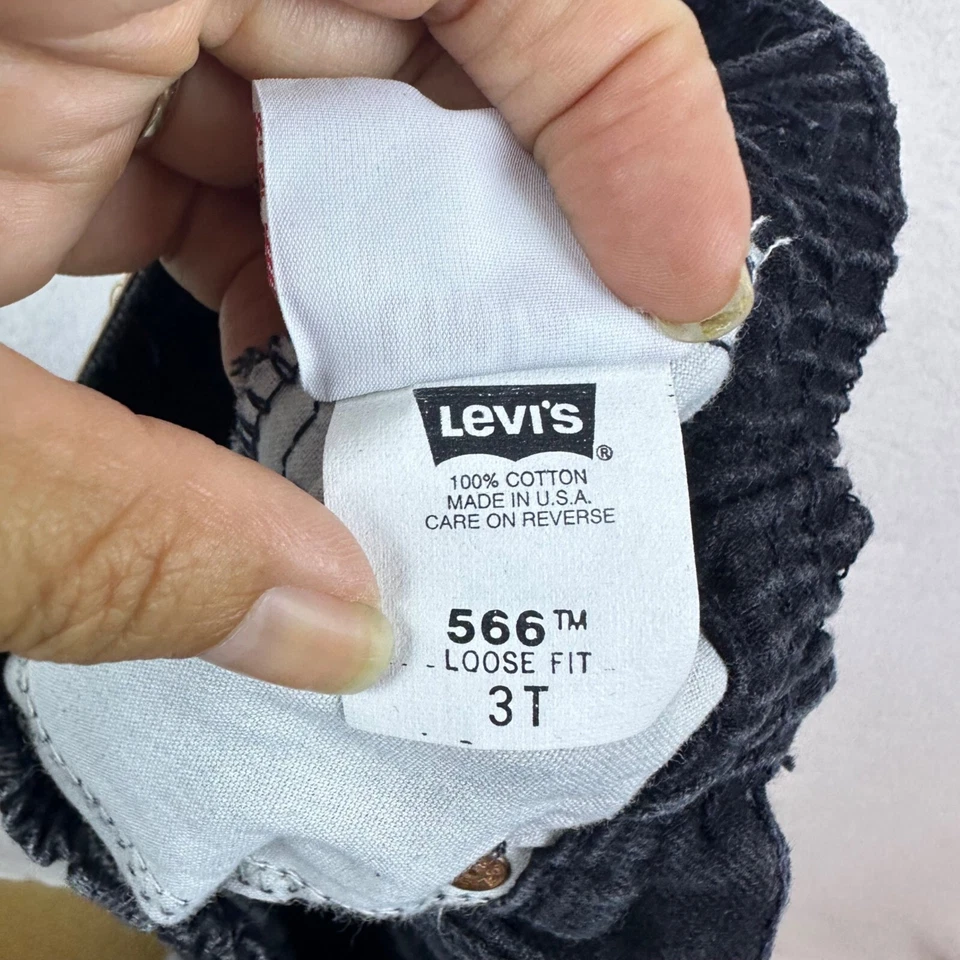 Levi's ®
100% COTTON
MADE IN U.S.A.
CARE ON REVERSE
566™
LOOSE FIT
3T